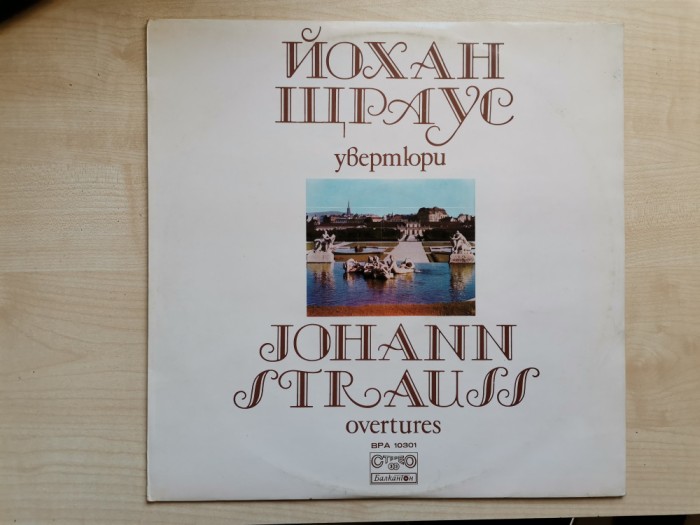 ЙОХАН
ЩРАУС
увертюри
JOHANN
STRAUSS
overtures
ВРА 10301
СТЕРЕО
Балкантон